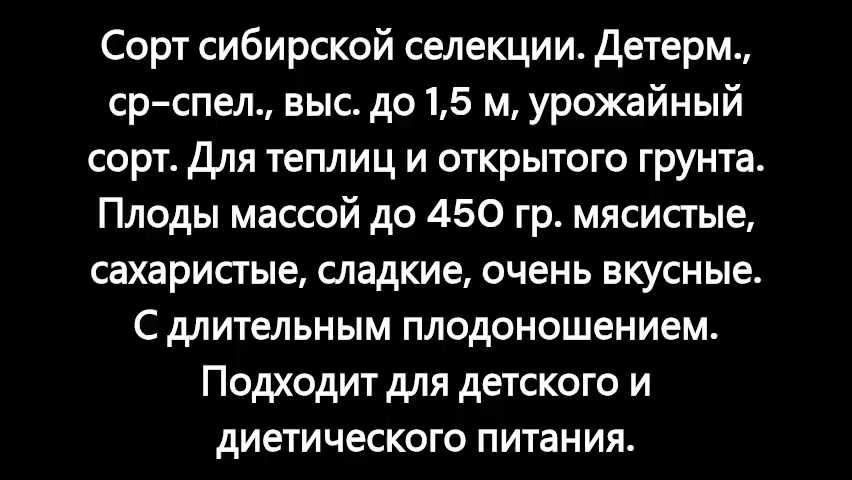 Сорт сибирской селекции. Детерм.,
ср-спел., выс. до 1,5 м, урожайный
сорт. Для теплиц и открытого грунта.
Плоды массой до 450 гр. мясистые,
сахаристые, сладкие, очень вкусные.
С длительным плодоношением.
Подходит для детского и
диетического питания.